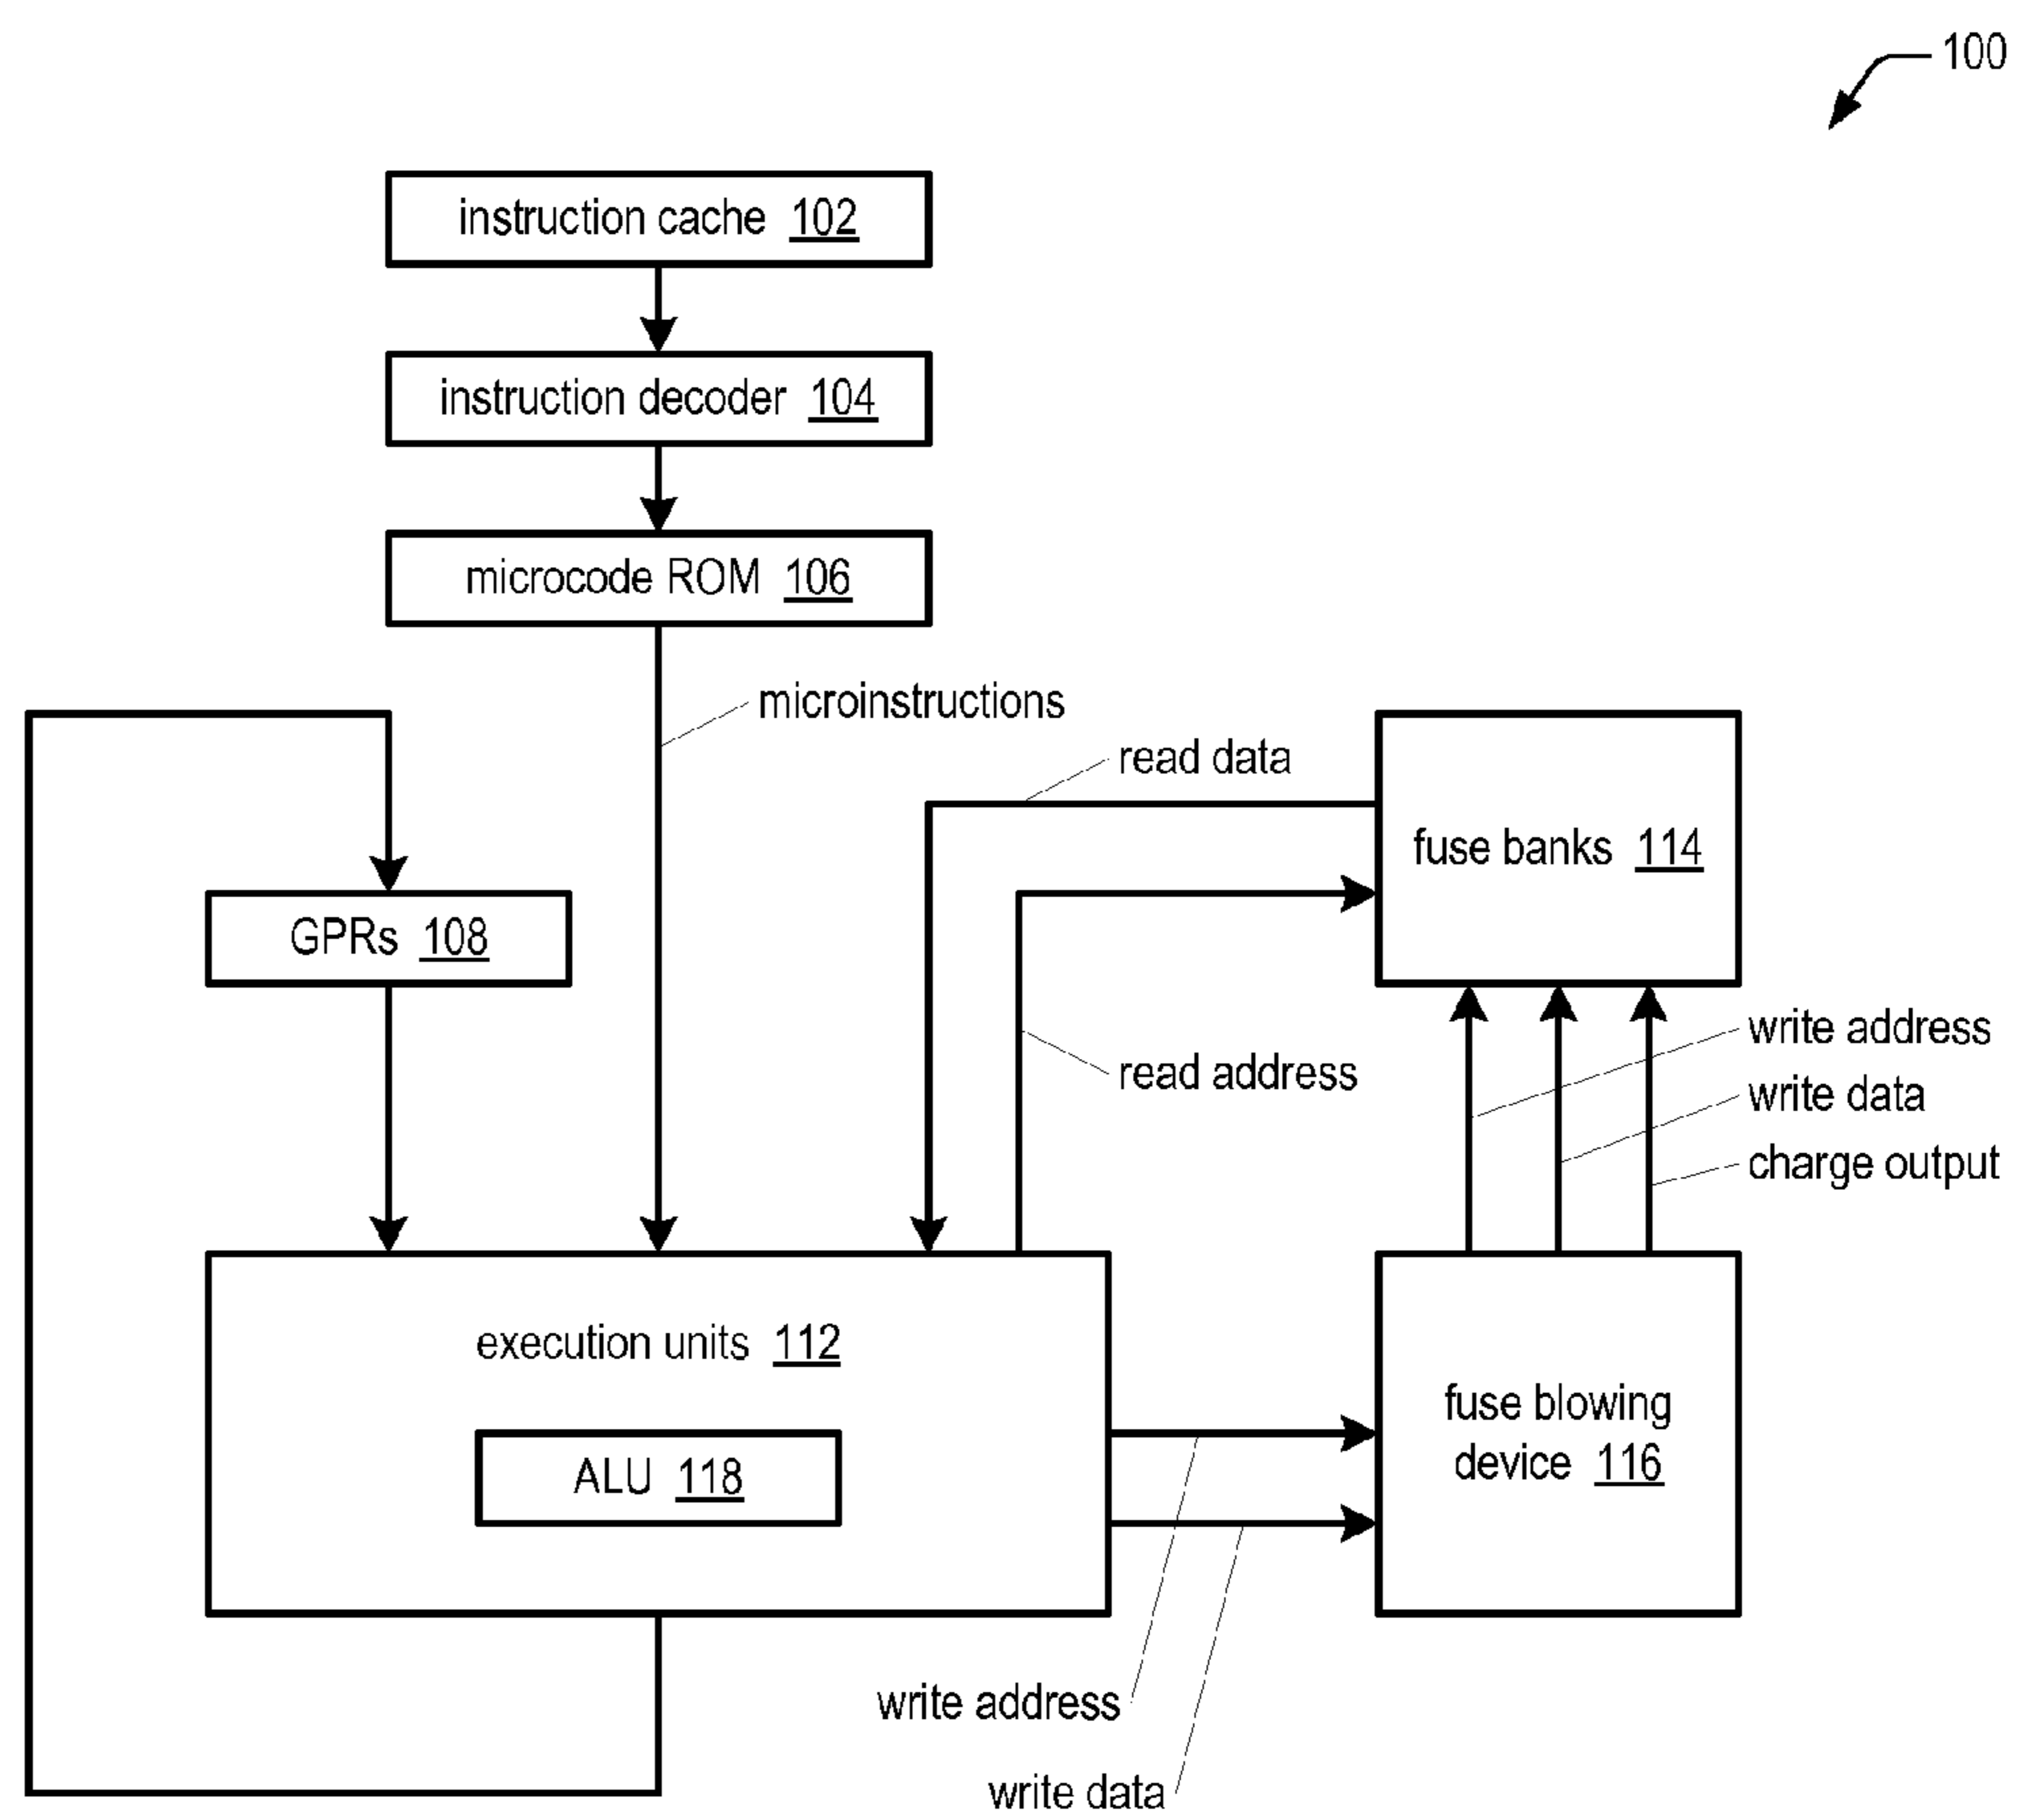 100
instruction cache 102
instruction decoder 104
microcode ROM 106
microinstructions
read data
fuse banks 114
GPRs 108
write address
read address
write data
charge output
execution units 112
fuse blowing
device 116
ALU 118
write address
write data